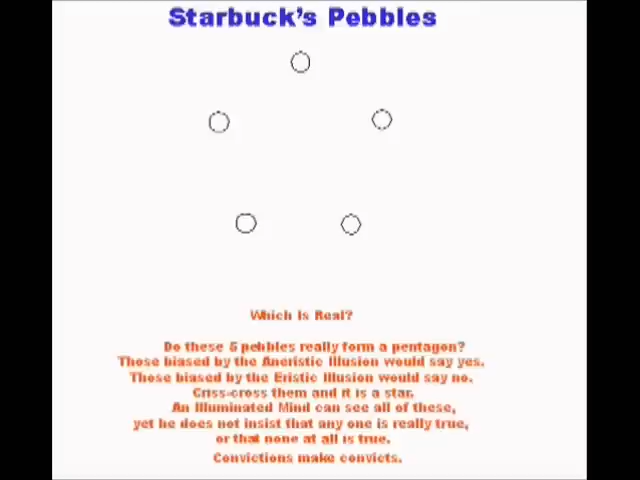 Starbuck's Pebbles
Which Is Real?
Do these 5 pebbles really form a pentagon?
Those biased by the Aneristic Illusion would say yes.
Those biased by the Eristic Illusion would say no.
Criss-cross them and it is a star.
An Illuminated Mind can see all of these,
yet he does not insist that any one is really true,
or that none at all is true.
Convictions make convicts.